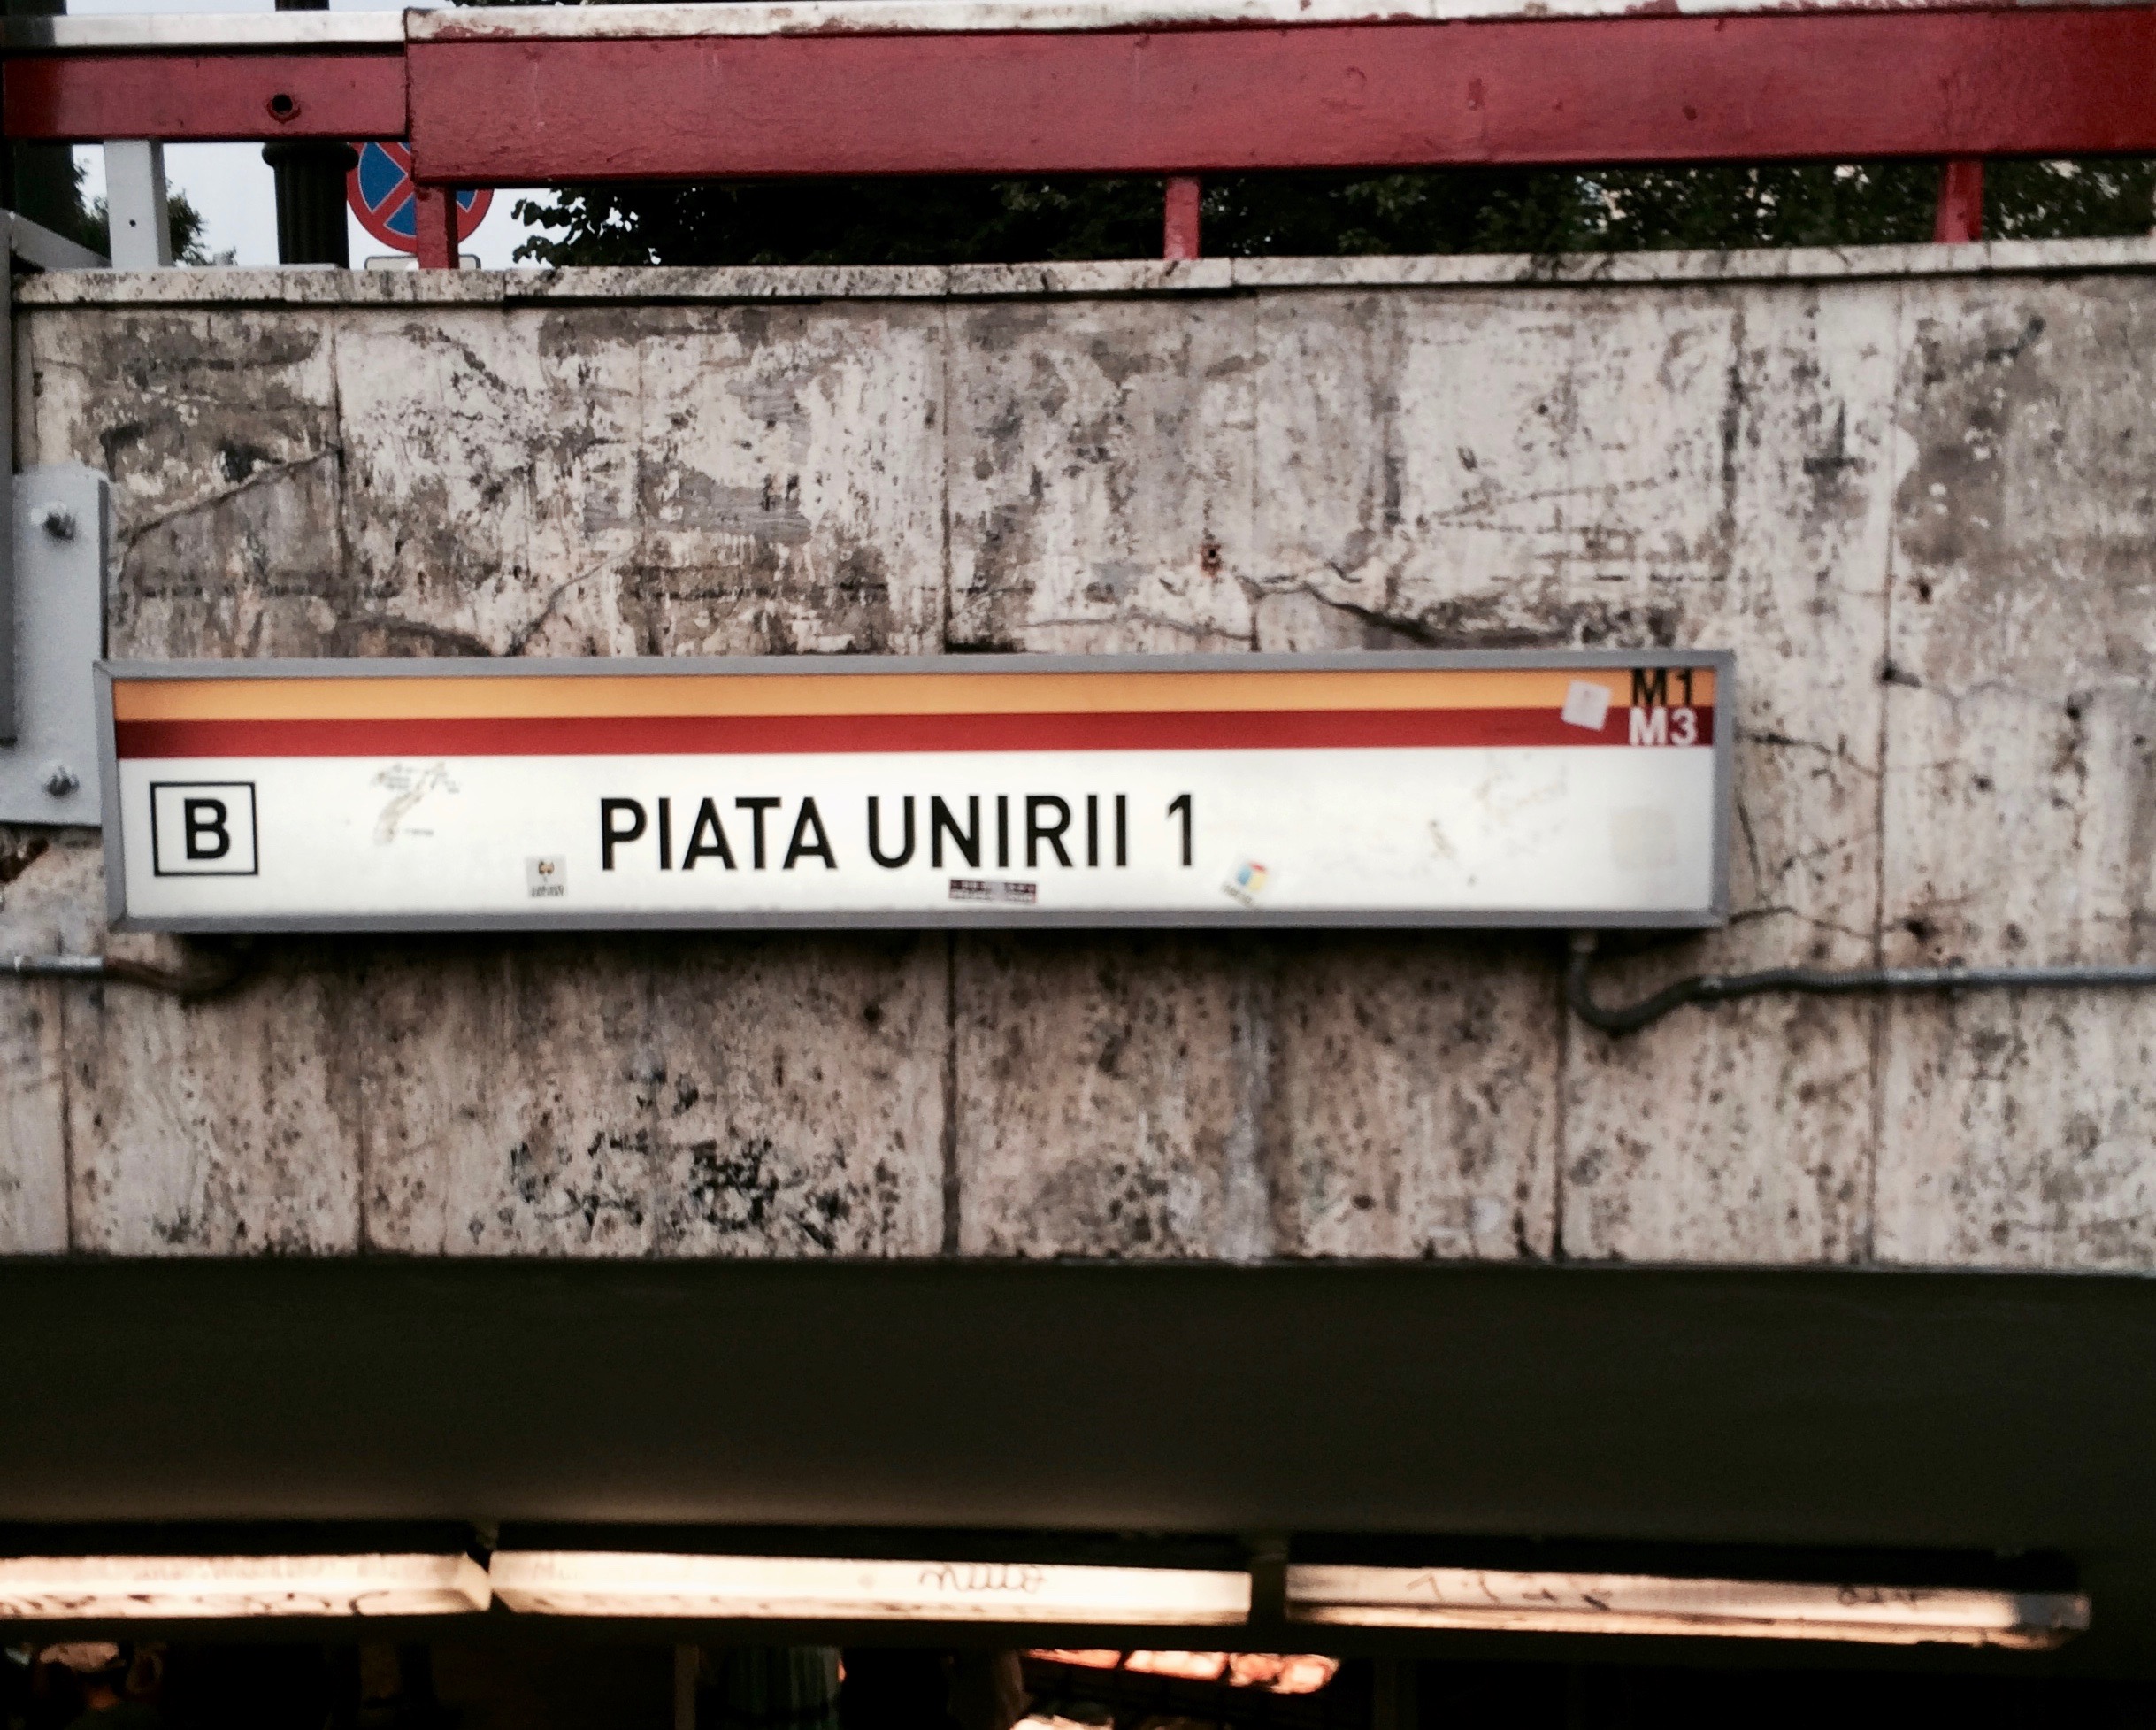 M1
M3
B
PIATA UNIRII 1